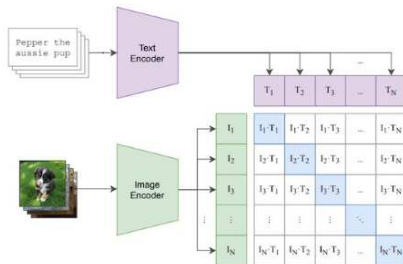 Pepper the
aussie pup
Text
Encoder
...
T1 T2 T3 ... TN
I1 I1·T1 I1·T2 I1·T3 ... I1·TN
I2 I2·T1 I2·T2 I2·T3 ... I2·TN
Image
Encoder
I3 I3·T1 I3·T2 I3·T3 ... I3·TN
⋮ ⋮ ⋮ ⋮ ⋱ ⋮
IN IN·T1 IN·T2 IN·T3 ... IN·TN